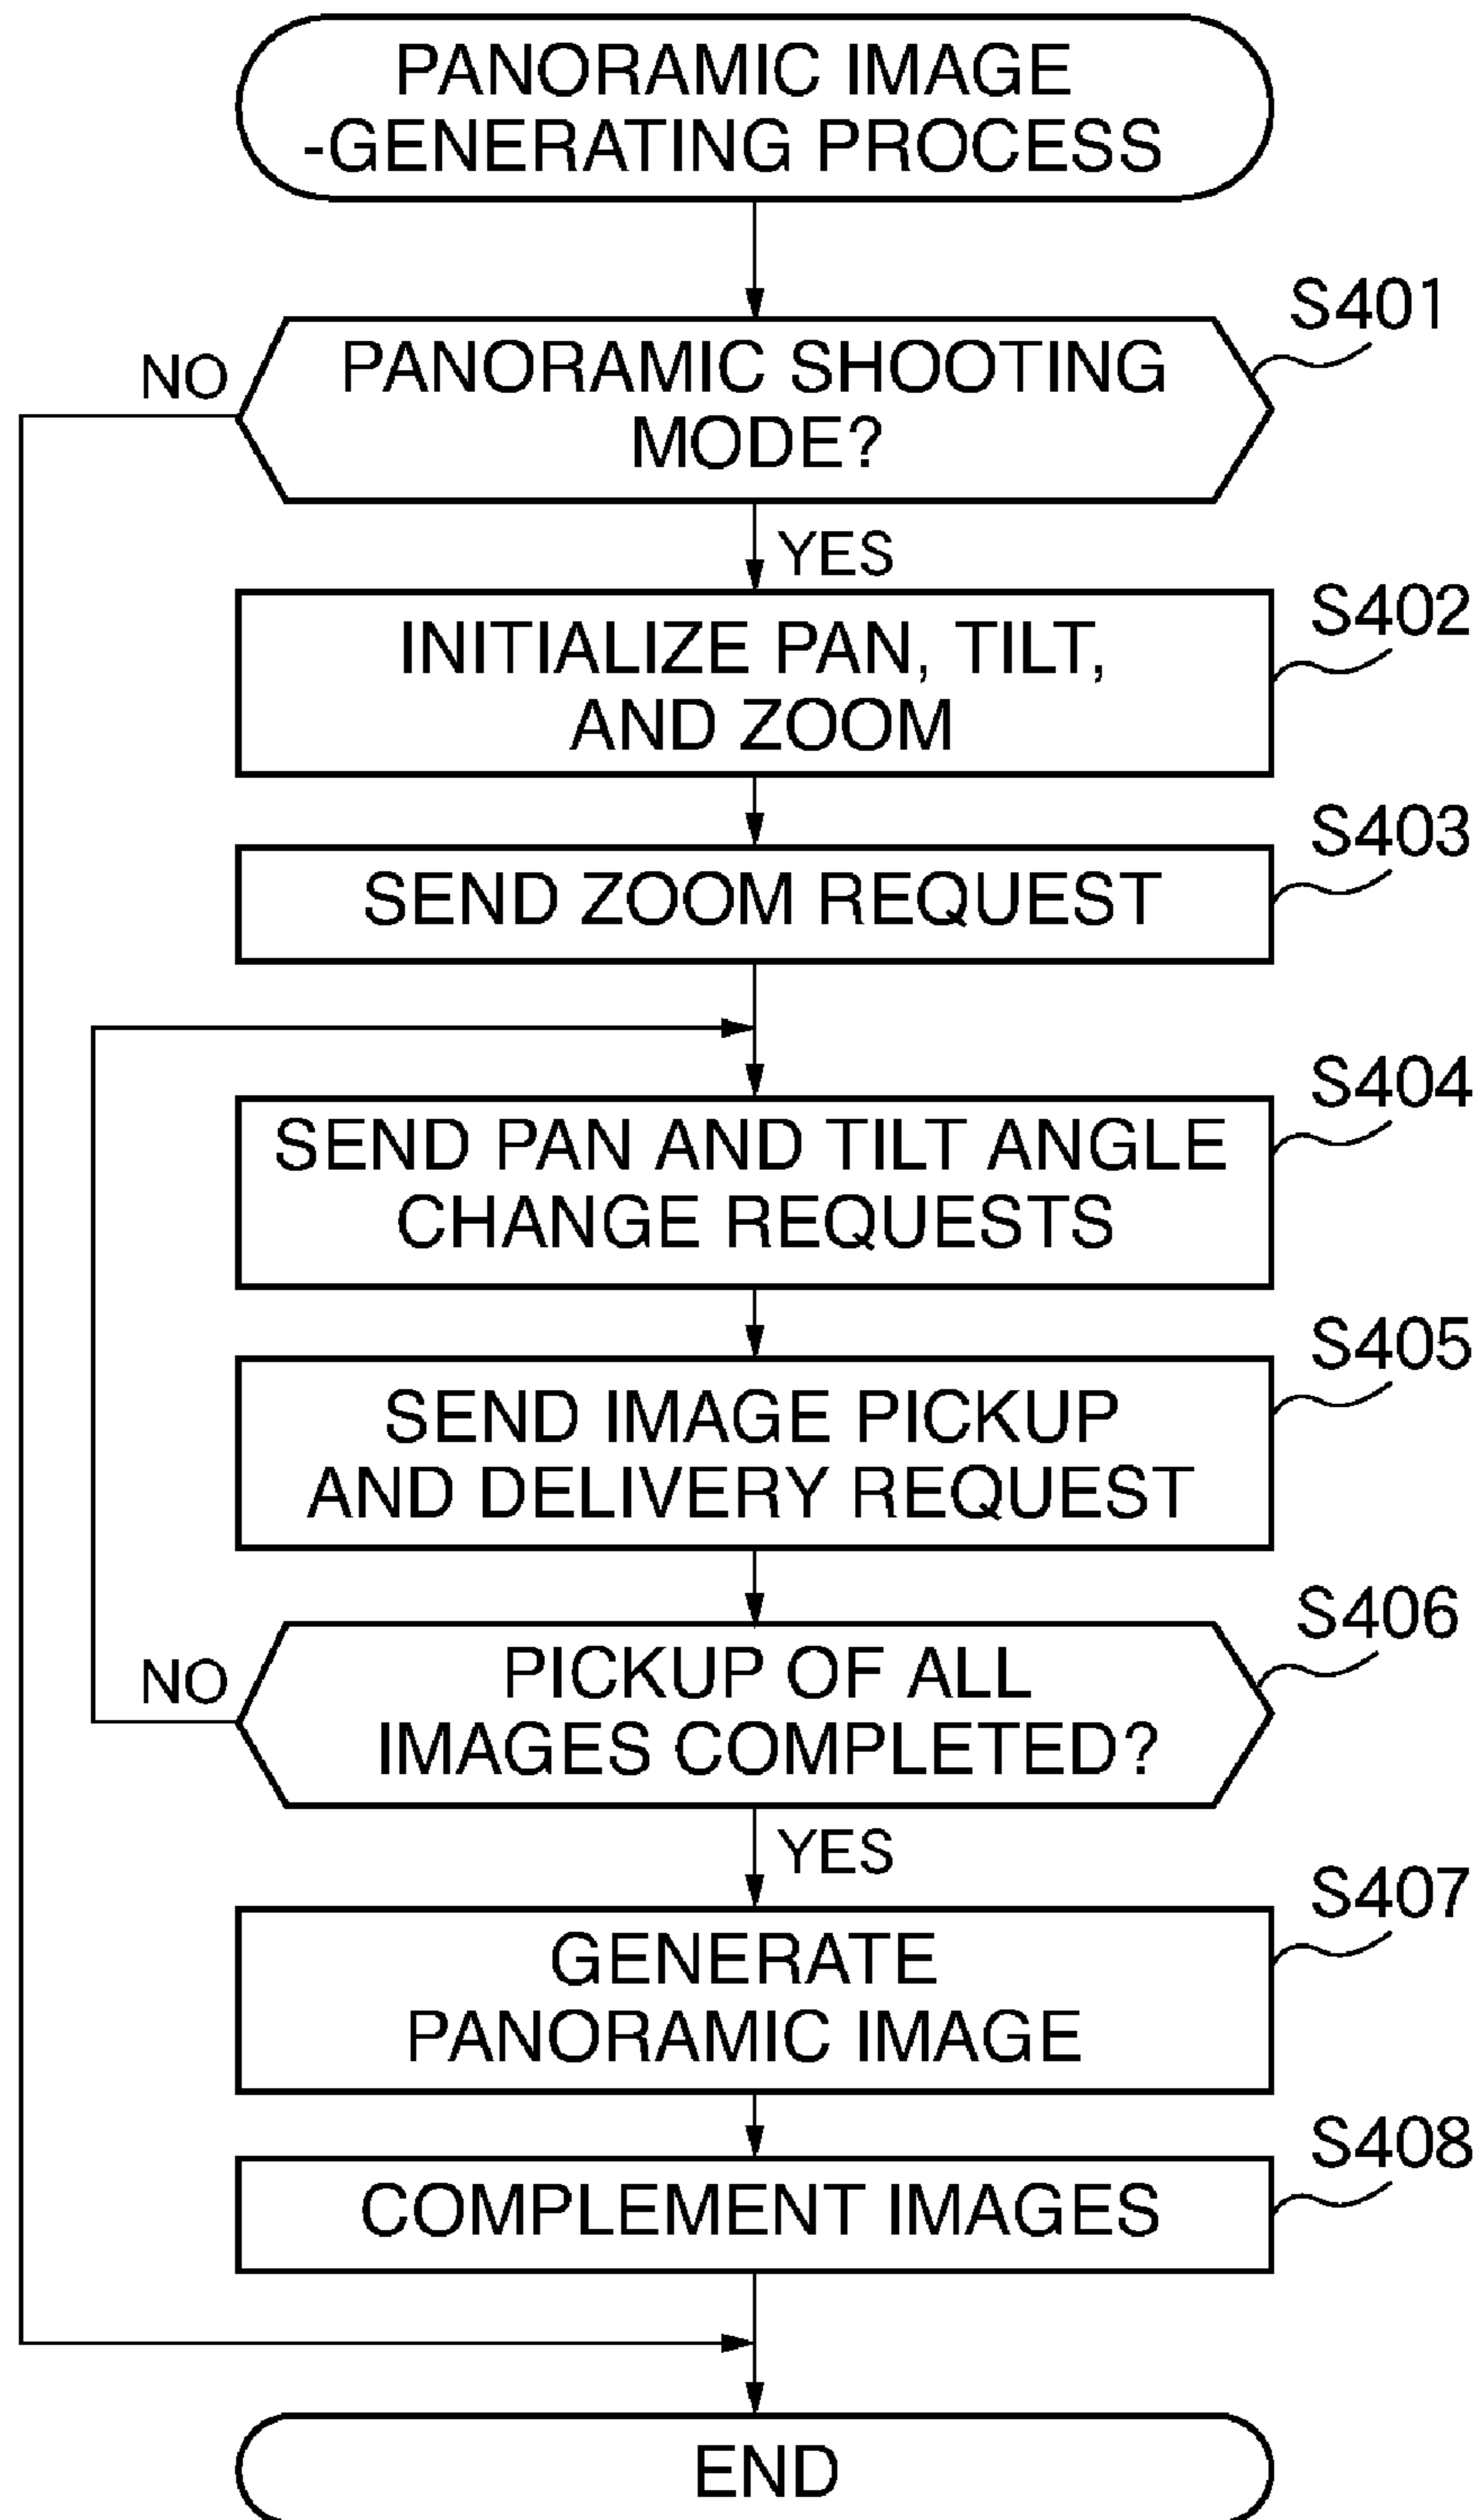 PANORAMIC IMAGE
-GENERATING PROCESS
S401
NO
PANORAMIC SHOOTING
MODE?
YES
S402
INITIALIZE PAN, TILT,
AND ZOOM
S403
SEND ZOOM REQUEST
S404
SEND PAN AND TILT ANGLE
CHANGE REQUESTS
S405
SEND IMAGE PICKUP
AND DELIVERY REQUEST
S406
NO
PICKUP OF ALL
IMAGES COMPLETED?
YES
S407
GENERATE
PANORAMIC IMAGE
S408
COMPLEMENT IMAGES
END